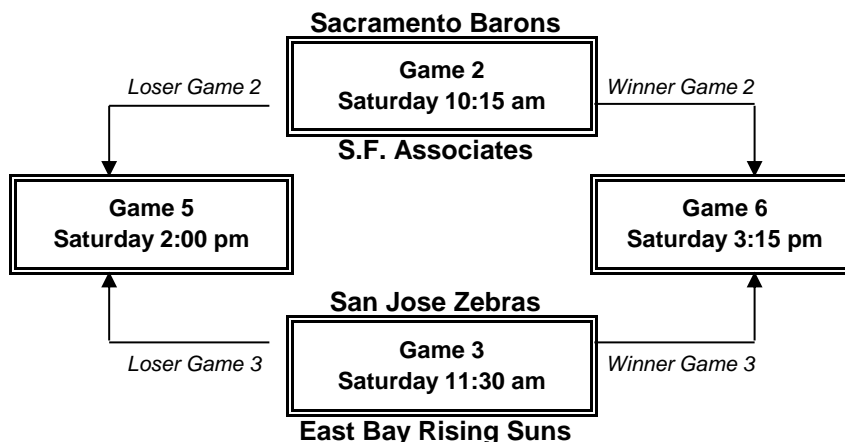 Sacramento Barons
Game 2
Saturday 10:15 am
Loser Game 2
Winner Game 2
S.F. Associates
Game 5
Saturday 2:00 pm
Game 6
Saturday 3:15 pm
San Jose Zebras
Game 3
Saturday 11:30 am
Loser Game 3
Winner Game 3
East Bay Rising Suns